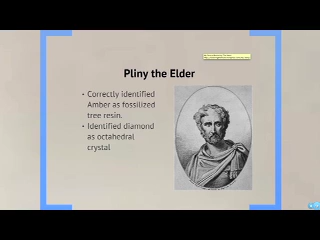 Pliny the Elder
• Correctly identified
Amber as fossilized
tree resin.
• Identified diamond
as octahedral
crystal